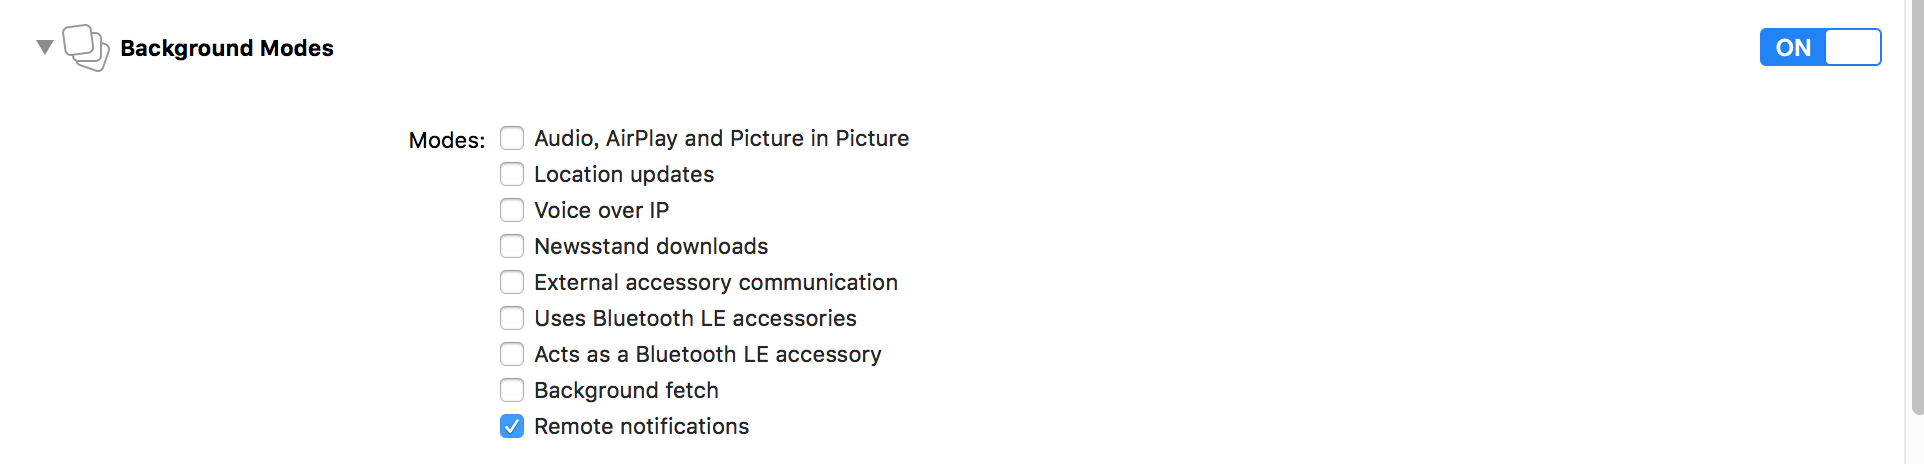 Background Modes
ON
Modes:
Audio, AirPlay and Picture in Picture
Location updates
Voice over IP
Newsstand downloads
External accessory communication
Uses Bluetooth LE accessories
Acts as a Bluetooth LE accessory
Background fetch
Remote notifications